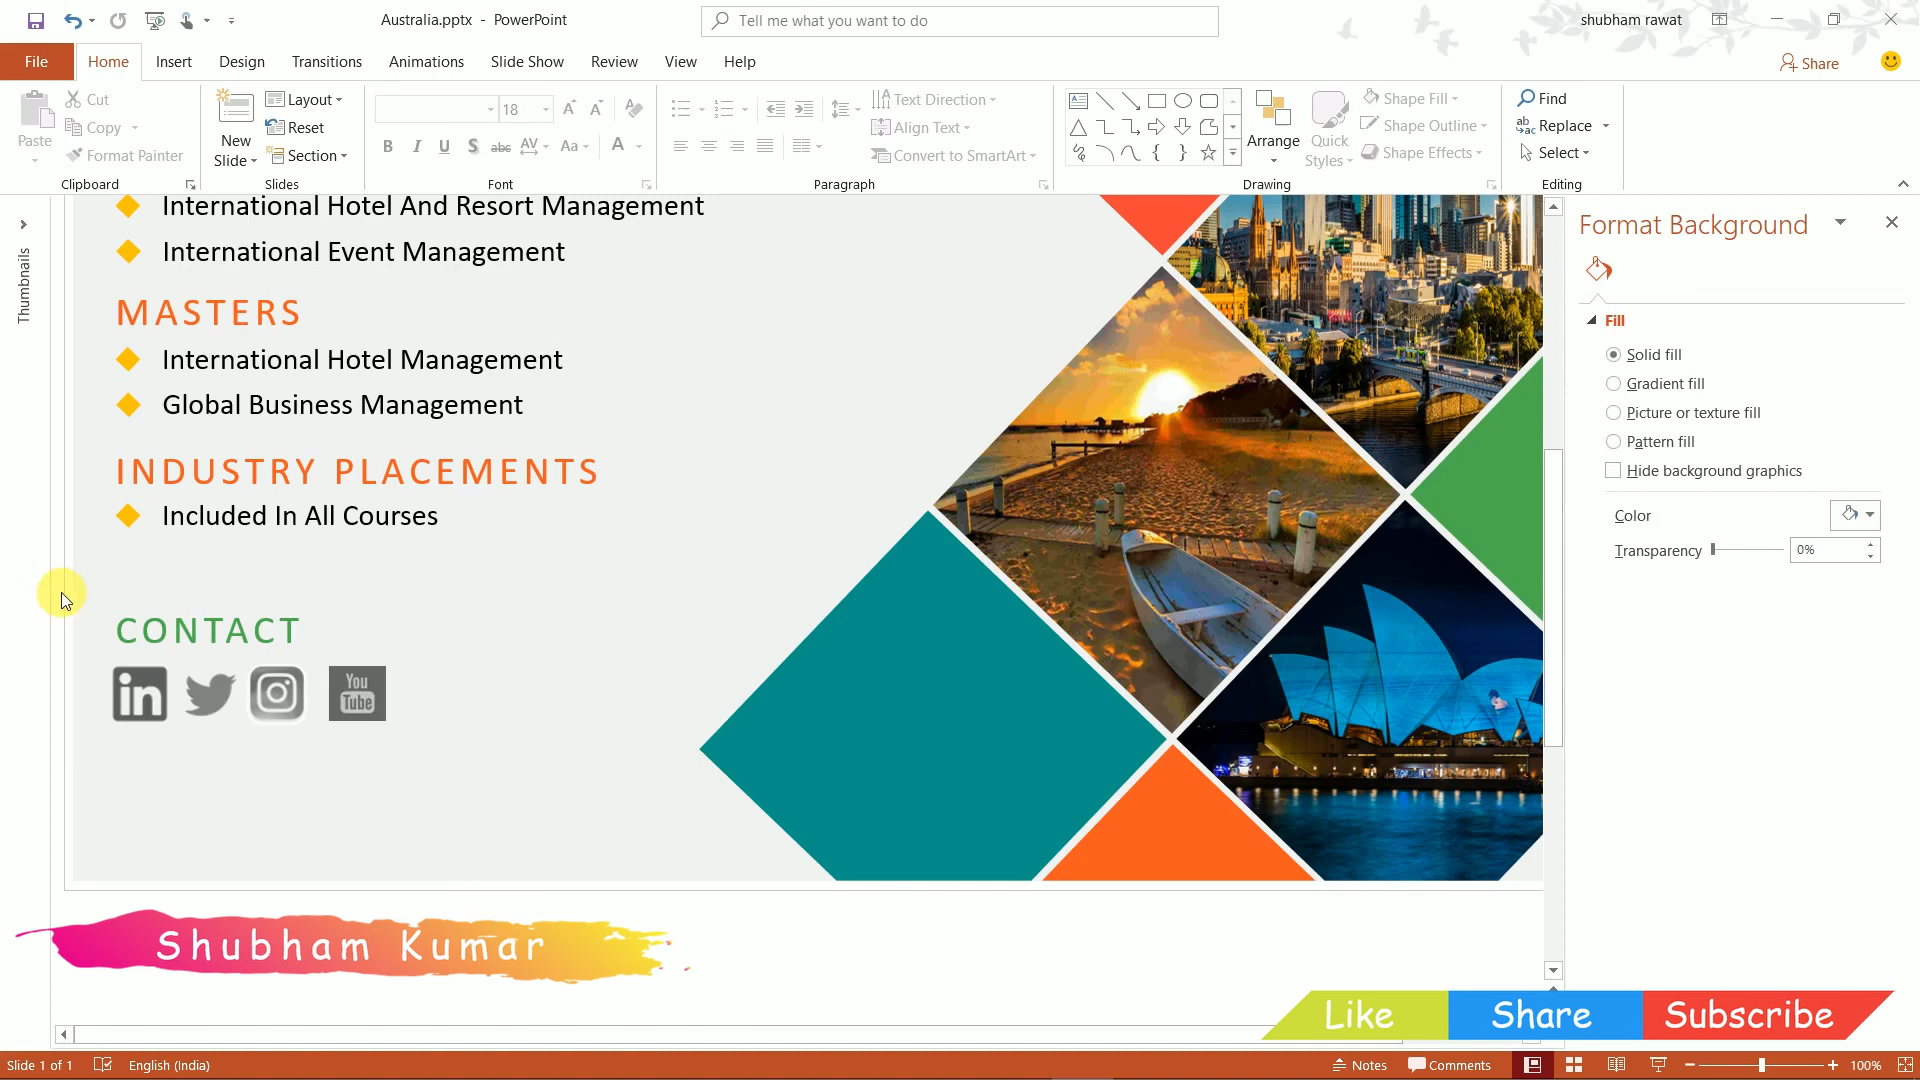 Australia.pptx - PowerPoint
Tell me what you want to do
shubham rawat
File
Home
Insert
Design
Transitions
Animations
Slide Show
Review
View
Help
Share
Paste
Cut
Copy
Format Painter
Clipboard
New
Slide
Layout
Reset
Section
Slides
18
B I U S abc AV Aa A
Font
Text Direction
Align Text
Convert to SmartArt
Paragraph
Arrange
Quick
Styles
Shape Fill
Shape Outline
Shape Effects
Drawing
Find
Replace
Select
Editing
Thumbnails
International Hotel And Resort Management
International Event Management
MASTERS
International Hotel Management
Global Business Management
INDUSTRY PLACEMENTS
Included In All Courses
CONTACT
in
You
Tube
Format Background
Fill
Solid fill
Gradient fill
Picture or texture fill
Pattern fill
Hide background graphics
Color
Transparency
0%
Shubham Kumar
Like
Share
Subscribe
Slide 1 of 1
English (India)
Notes
Comments
100%